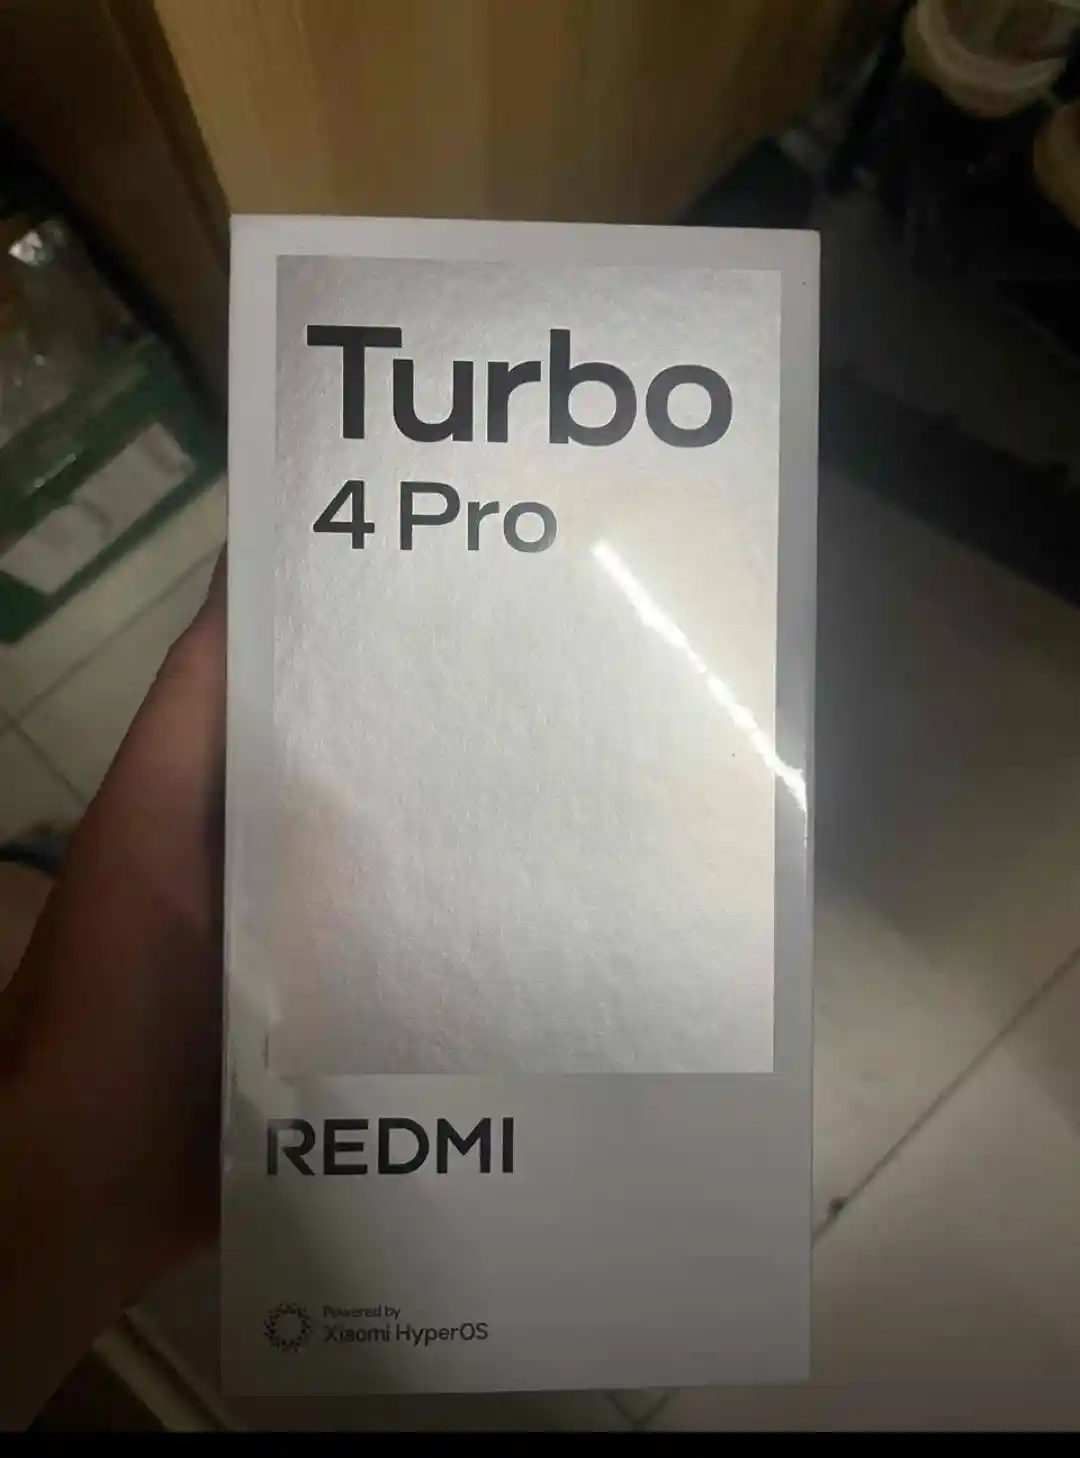 Turbo
4 Pro
REDMI
Powered by
Xiaomi HyperOS